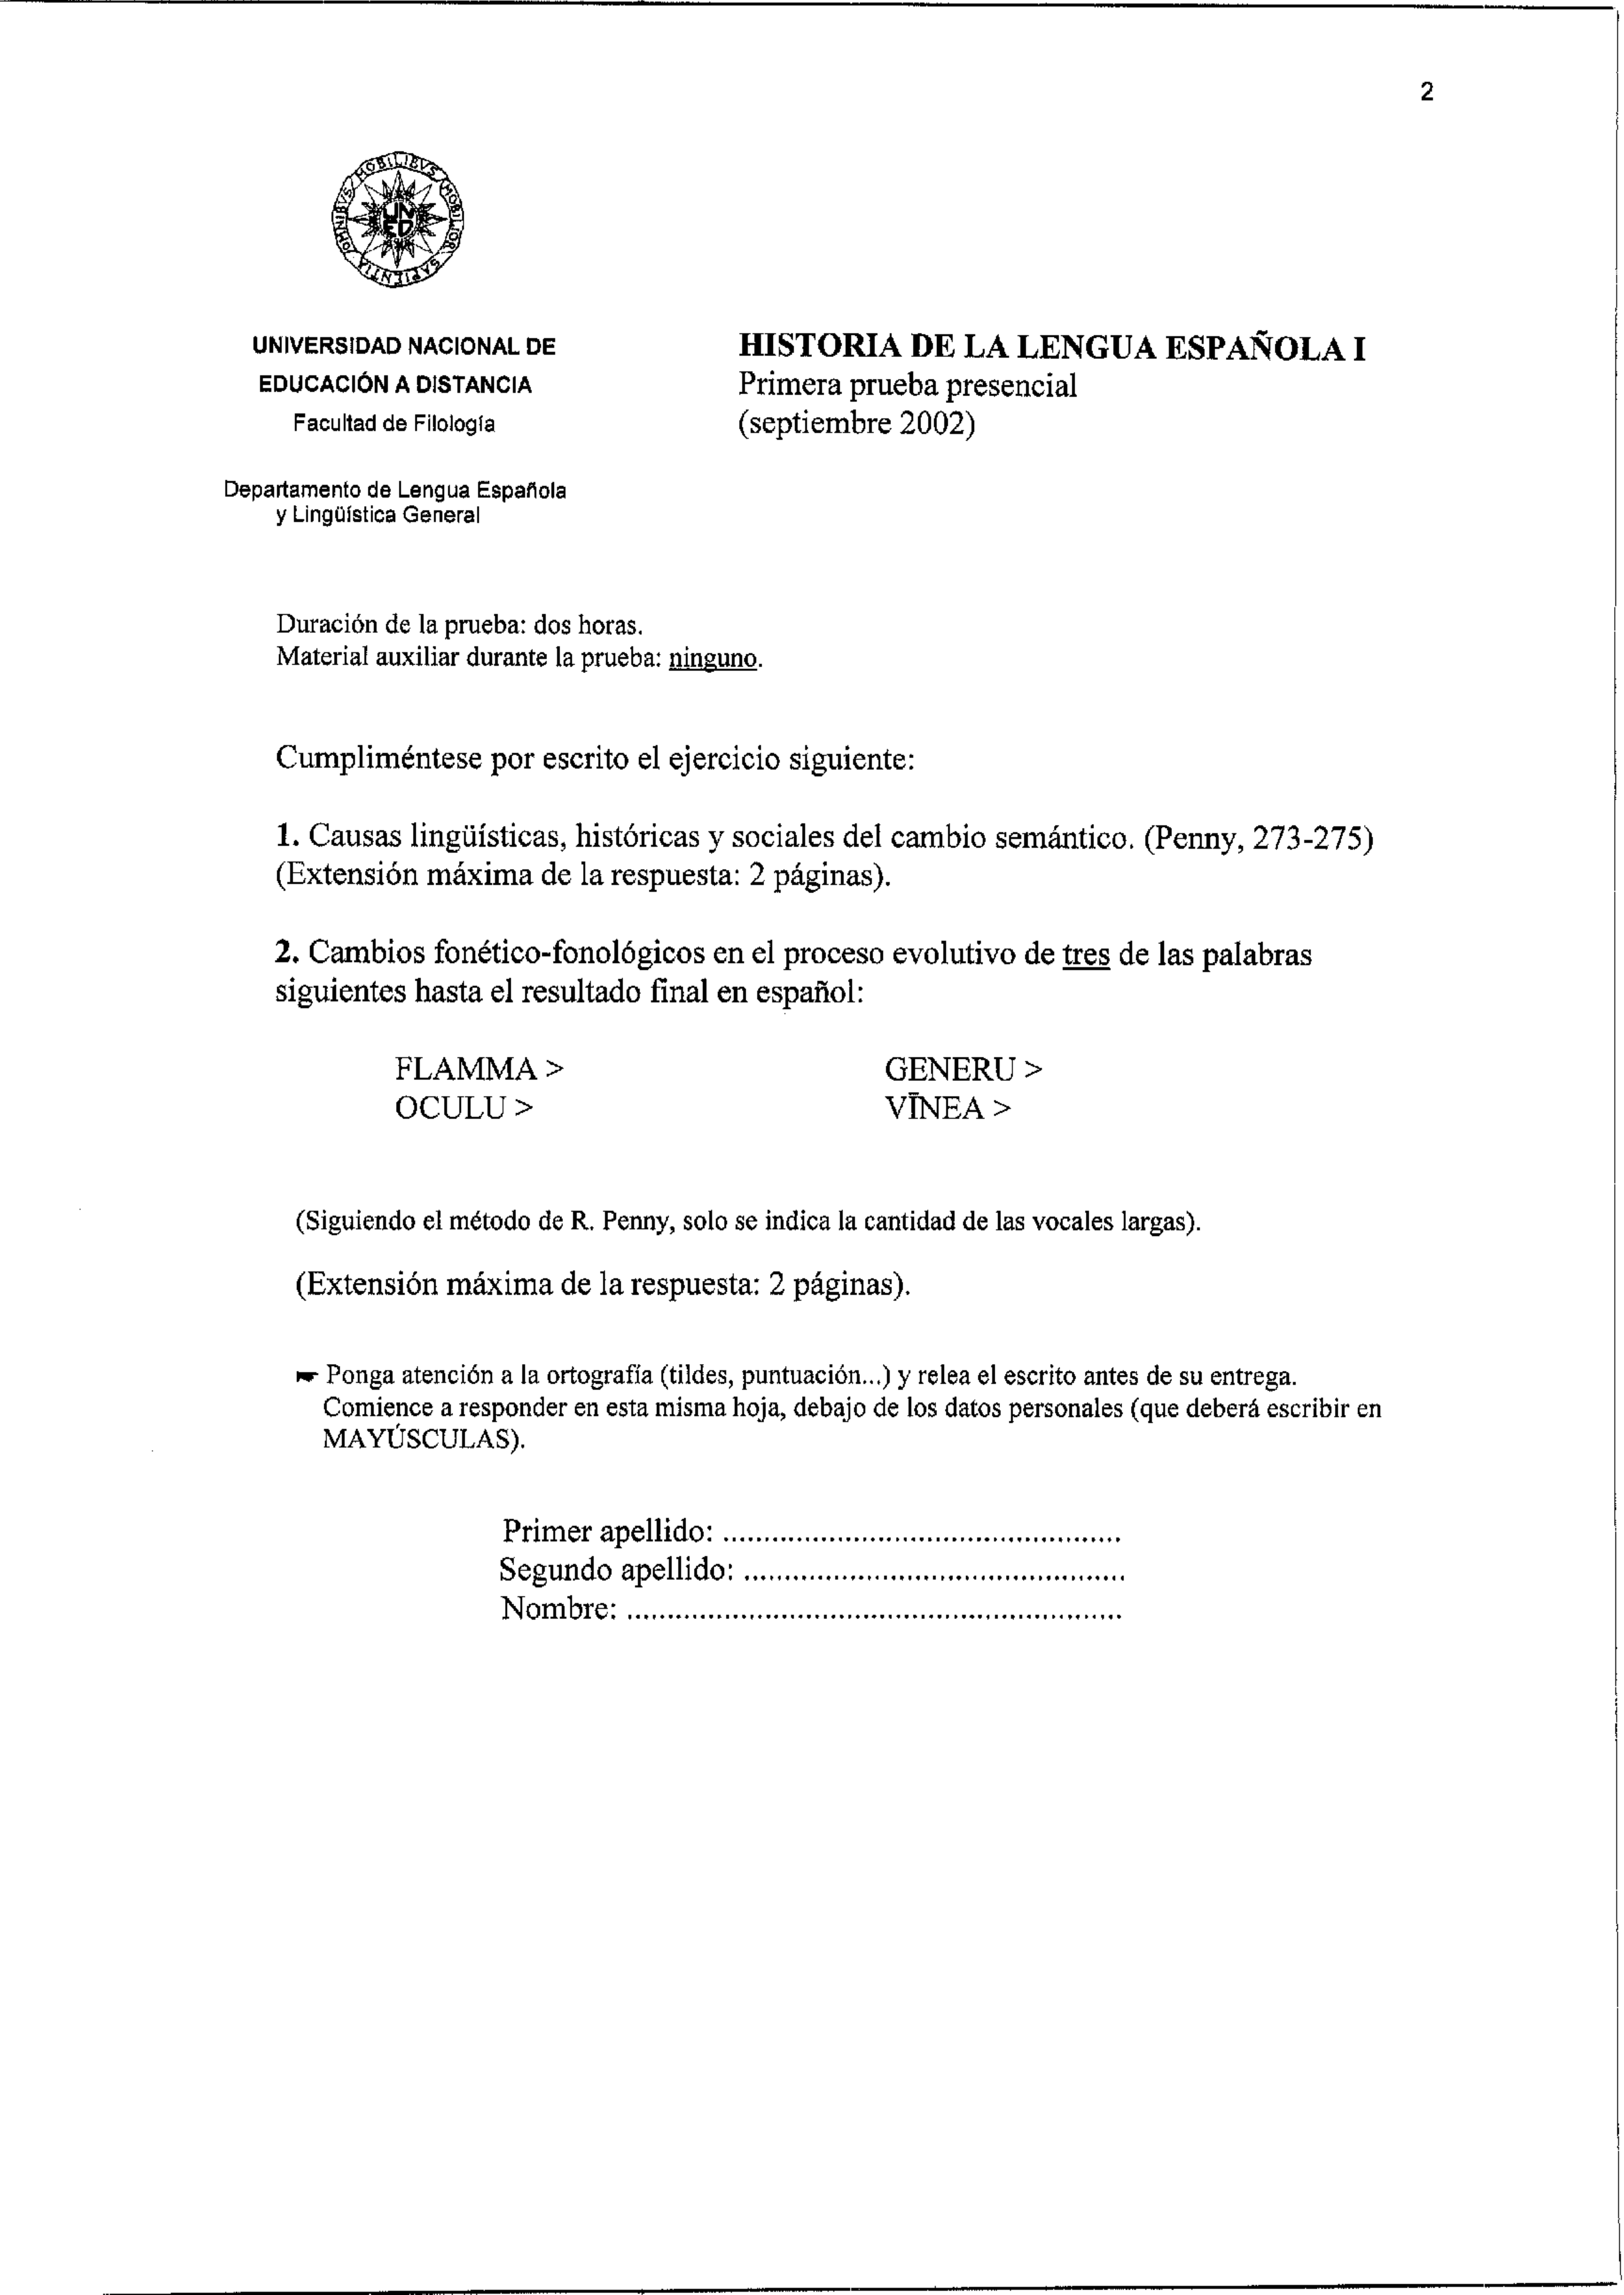 2
OMNIBVS MOBILIBVS MOBILIOR SAPIENTIA
UNED
UNIVERSIDAD NACIONAL DE
EDUCACIÓN A DISTANCIA
Facultad de Filología
HISTORIA DE LA LENGUA ESPAÑOLA I
Primera prueba presencial
(septiembre 2002)
Departamento de Lengua Española
y Lingüística General
Duración de la prueba: dos horas.
Material auxiliar durante la prueba: ninguno.
Cumpliméntese por escrito el ejercicio siguiente:
1. Causas lingüísticas, históricas y sociales del cambio semántico. (Penny, 273-275)
(Extensión máxima de la respuesta: 2 páginas).
2. Cambios fonético-fonológicos en el proceso evolutivo de tres de las palabras
siguientes hasta el resultado final en español:
FLAMMA > GENERU >
OCULU > VĪNEA >
(Siguiendo el método de R. Penny, solo se indica la cantidad de las vocales largas).
(Extensión máxima de la respuesta: 2 páginas).
☛ Ponga atención a la ortografía (tildes, puntuación...) y relea el escrito antes de su entrega.
Comience a responder en esta misma hoja, debajo de los datos personales (que deberá escribir en
MAYÚSCULAS).
Primer apellido: ................................................
Segundo apellido: ..............................................
Nombre: ............................................................